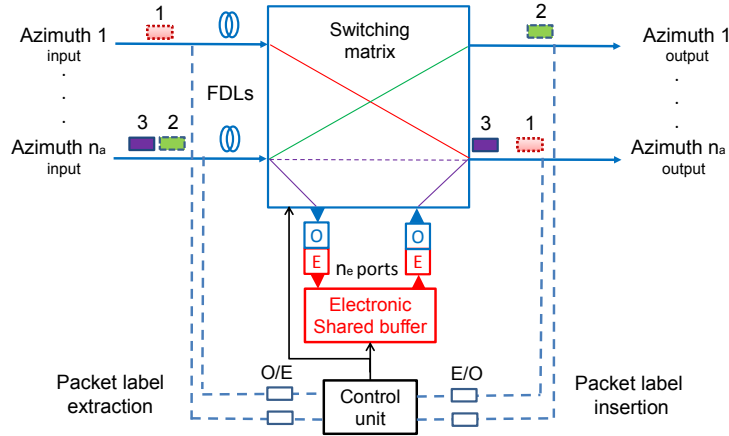 1
Switching
matrix
2
Azimuth 1
input
Azimuth 1
output
.
.
.
FDLs
.
.
.
3 2
3 1
Azimuth na
input
Azimuth na
output
O
E
O
E
ne ports
Electronic
Shared buffer
O/E
E/O
Packet label
extraction
Control
unit
Packet label
insertion